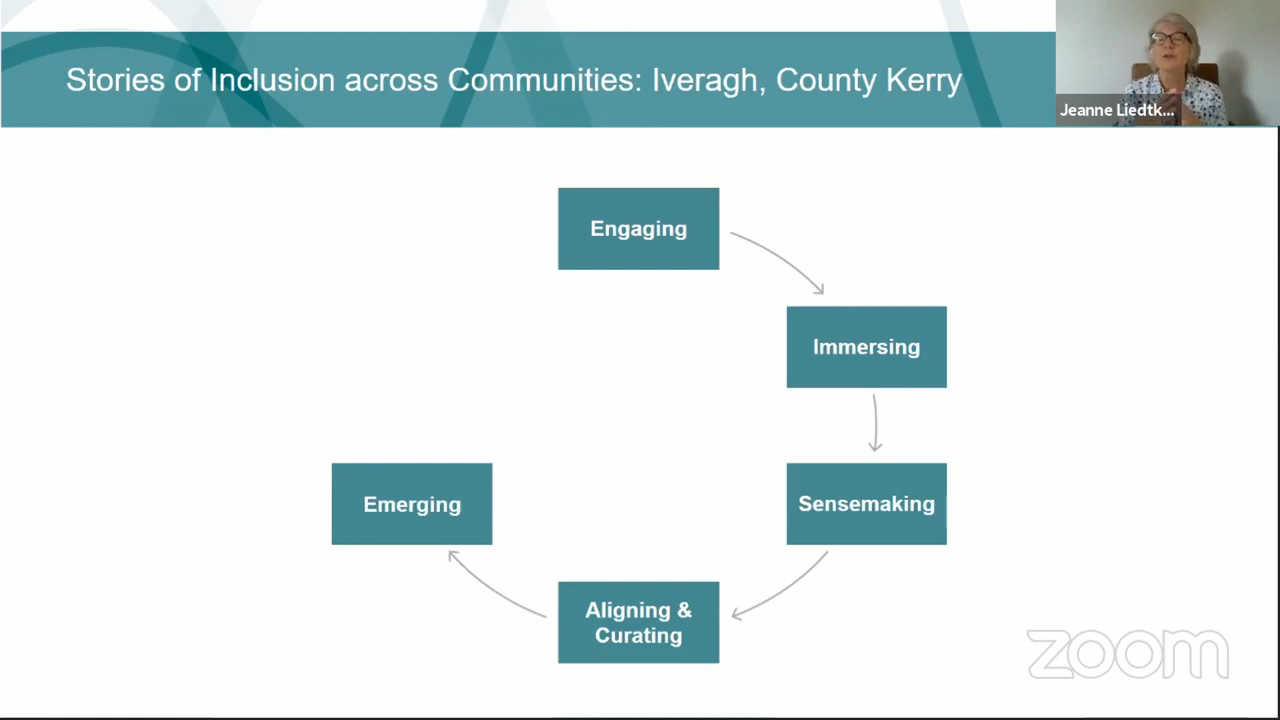 Stories of Inclusion across Communities: Iveragh, County Kerry
Jeanne Liedtk...
Engaging
Immersing
Sensemaking
Emerging
Aligning &
Curating
zoom